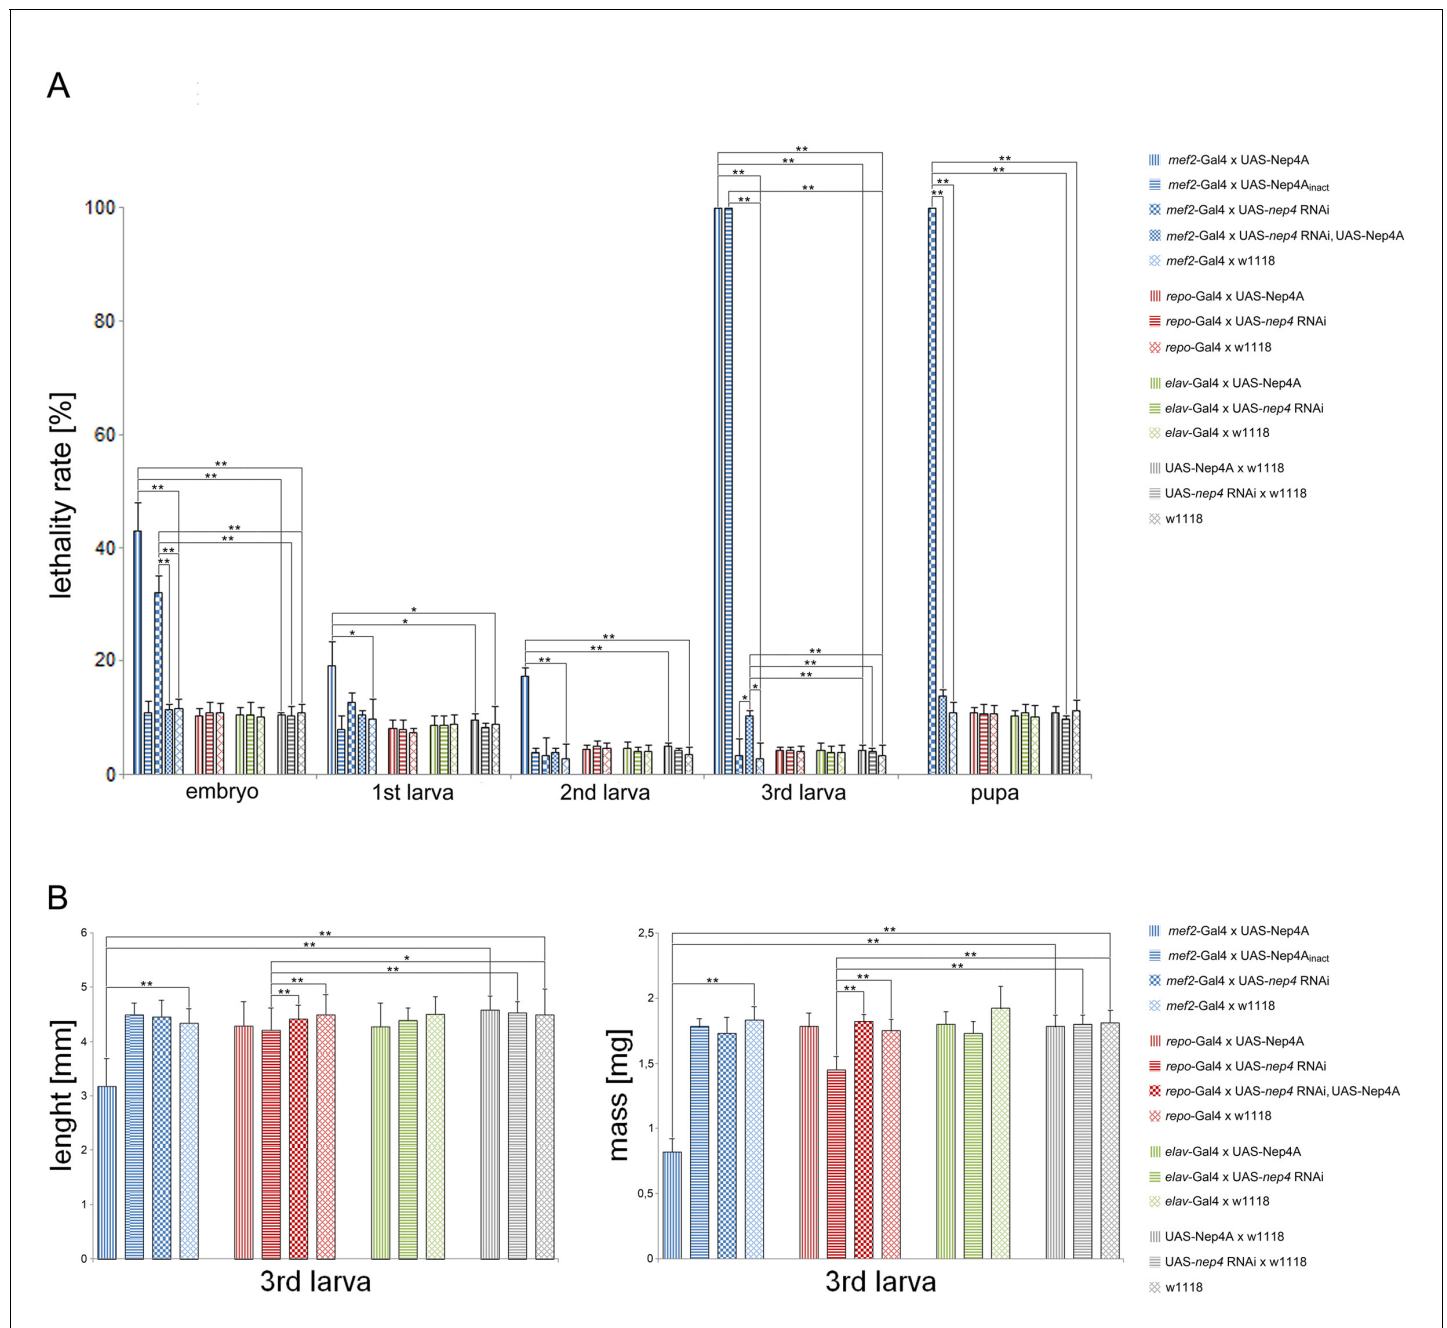 A
lethality rate [%]
100
80
60
40
20
0
** ** ** ** ** ** **
* * *
** ** **
** ** ** ** ** ** ** ** * *
** ** ** **
embryo 1st larva 2nd larva 3rd larva pupa
mef2-Gal4 x UAS-Nep4A
mef2-Gal4 x UAS-Nep4Ainact
mef2-Gal4 x UAS-nep4 RNAi
mef2-Gal4 x UAS-nep4 RNAi, UAS-Nep4A
mef2-Gal4 x w1118
repo-Gal4 x UAS-Nep4A
repo-Gal4 x UAS-nep4 RNAi
repo-Gal4 x w1118
elav-Gal4 x UAS-Nep4A
elav-Gal4 x UAS-nep4 RNAi
elav-Gal4 x w1118
UAS-Nep4A x w1118
UAS-nep4 RNAi x w1118
w1118
B
lenght [mm]
6
5
4
3
2
1
0
** ** * ** ** ** **
3rd larva
mass [mg]
2,5
2
1,5
1
0,5
0
** ** ** ** ** ** **
3rd larva
mef2-Gal4 x UAS-Nep4A
mef2-Gal4 x UAS-Nep4Ainact
mef2-Gal4 x UAS-nep4 RNAi
mef2-Gal4 x w1118
repo-Gal4 x UAS-Nep4A
repo-Gal4 x UAS-nep4 RNAi
repo-Gal4 x UAS-nep4 RNAi, UAS-Nep4A
repo-Gal4 x w1118
elav-Gal4 x UAS-Nep4A
elav-Gal4 x UAS-nep4 RNAi
elav-Gal4 x w1118
UAS-Nep4A x w1118
UAS-nep4 RNAi x w1118
w1118